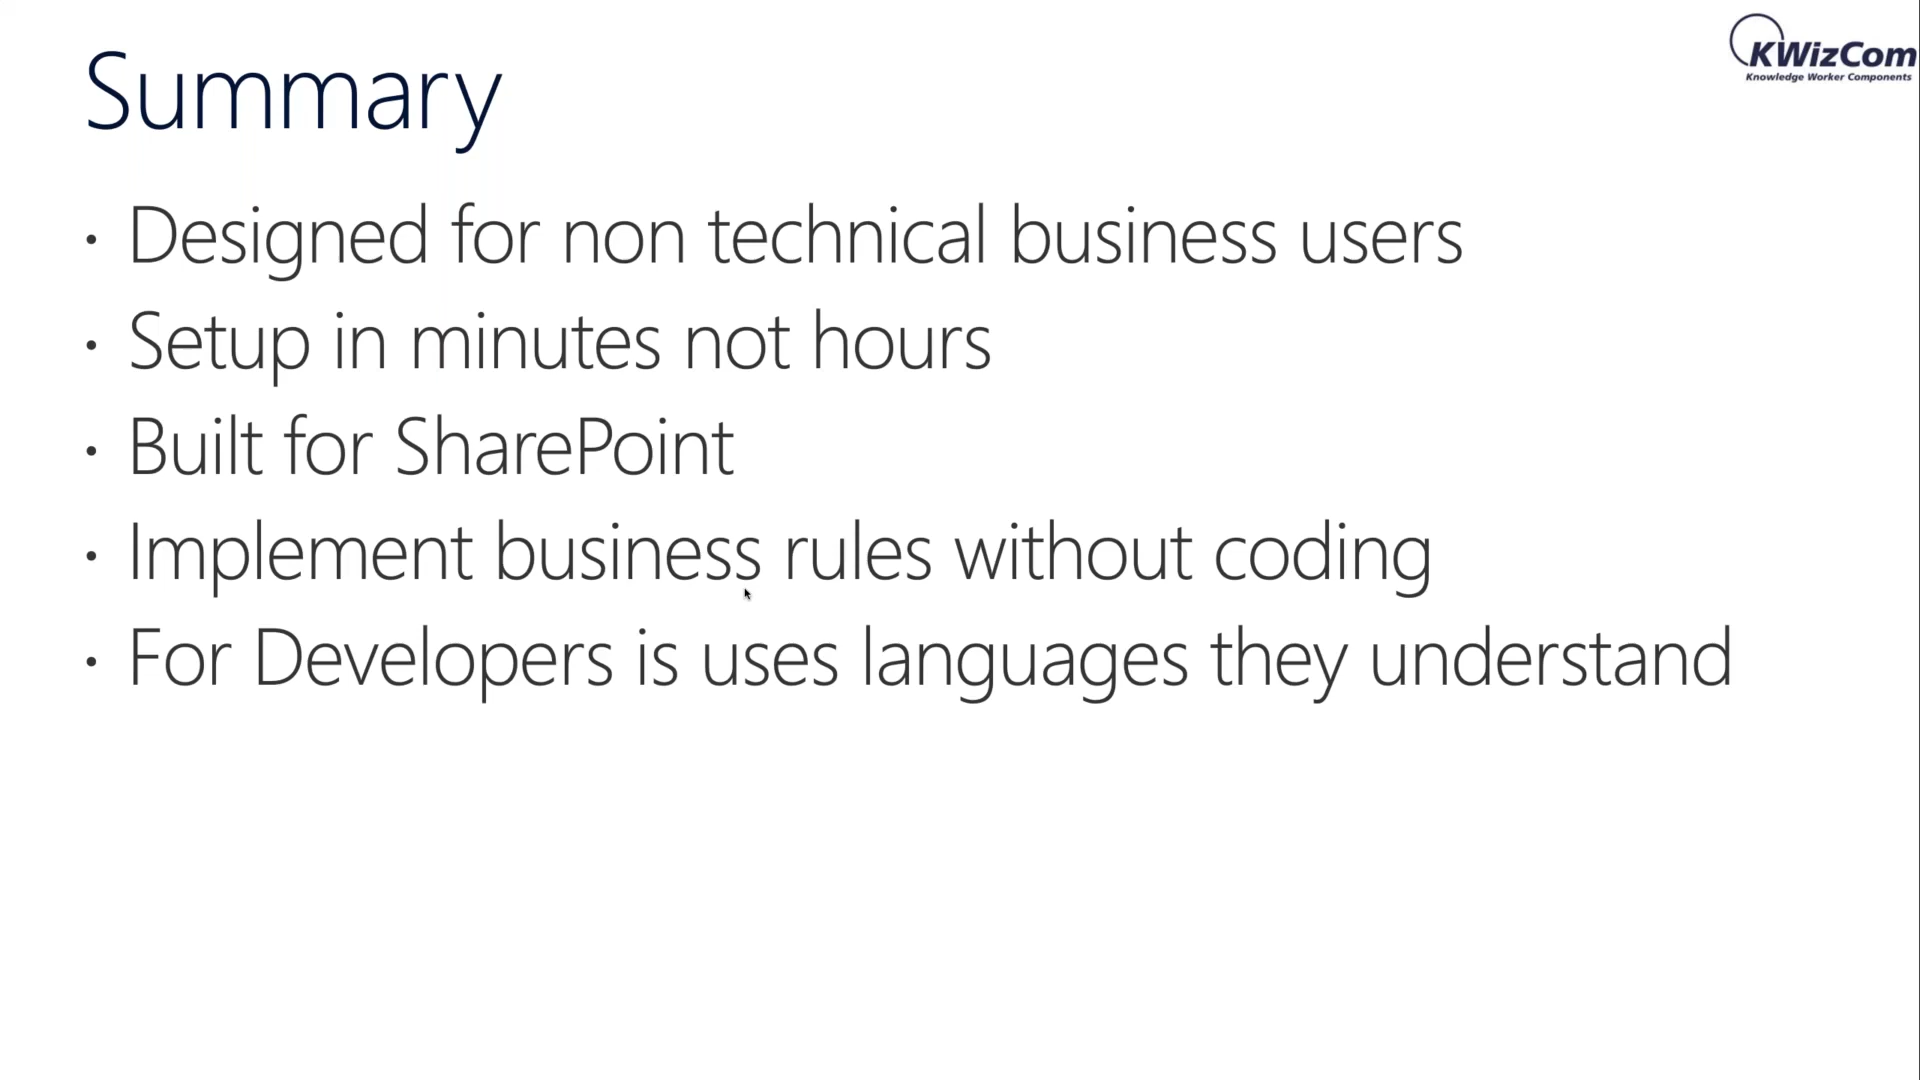 KWizCom
Knowledge Worker Components
Summary
• Designed for non technical business users
• Setup in minutes not hours
• Built for SharePoint
• Implement business rules without coding
• For Developers is uses languages they understand